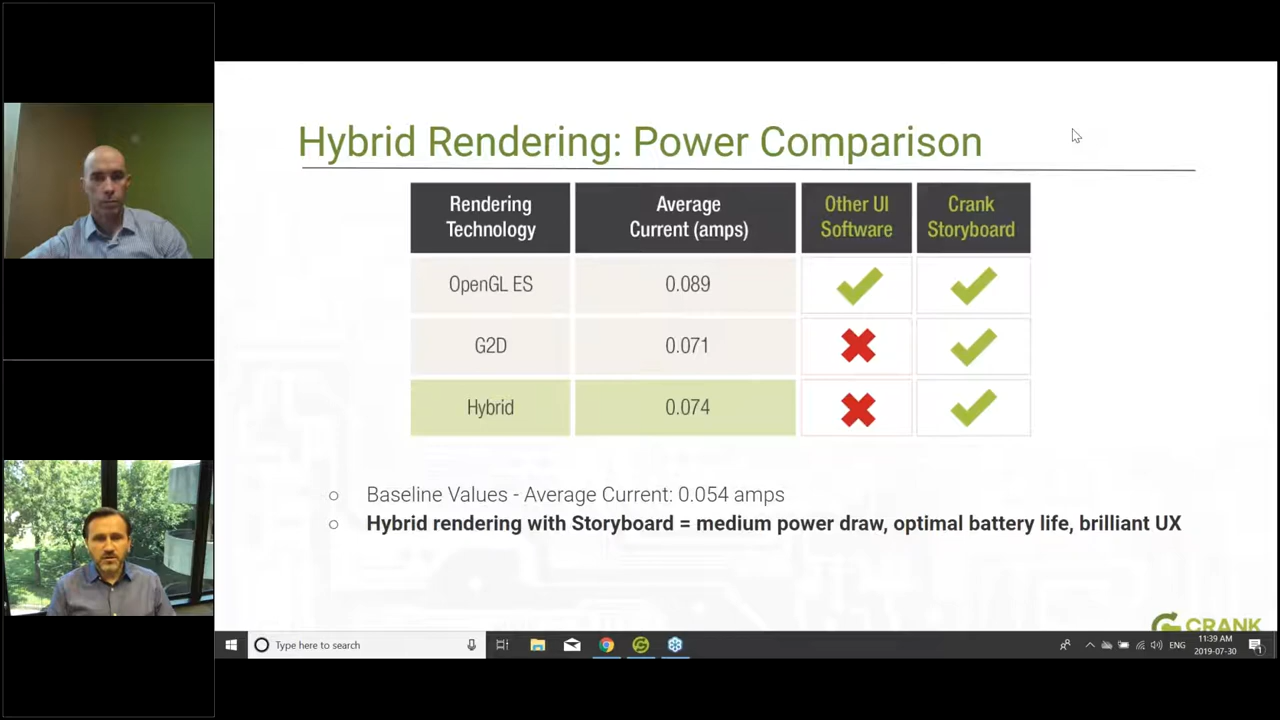 Hybrid Rendering: Power Comparison
Rendering Technology
Average Current (amps)
Other UI Software
Crank Storyboard
OpenGL ES
0.089
G2D
0.071
Hybrid
0.074
Baseline Values - Average Current: 0.054 amps
Hybrid rendering with Storyboard = medium power draw, optimal battery life, brilliant UX
CRANK
Type here to search
ENG
11:39 AM
2019-07-30
1